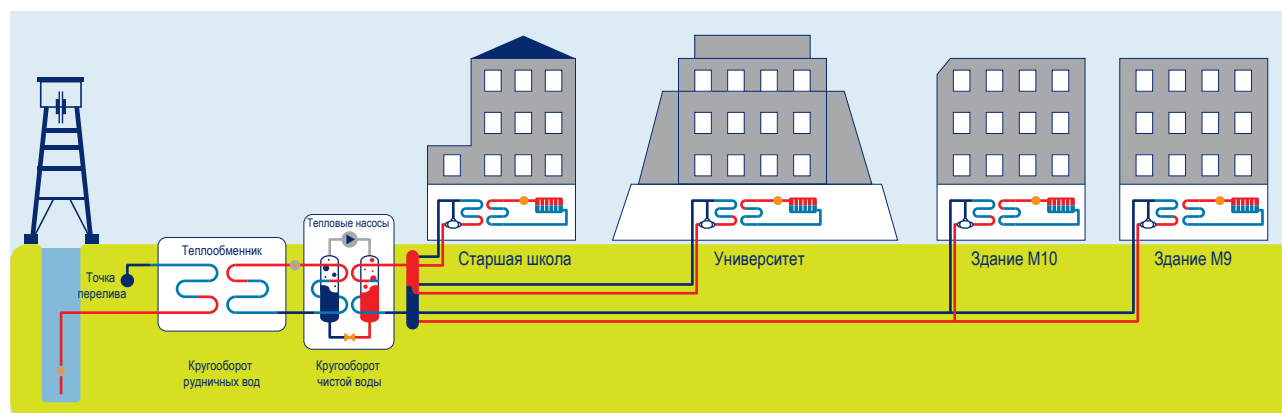 Тепловые насосы
Теплообменник
Точка
перелива
Старшая школа
Университет
Здание М10
Здание М9
Кругооборот
рудничных вод
Кругооборот
чистой воды